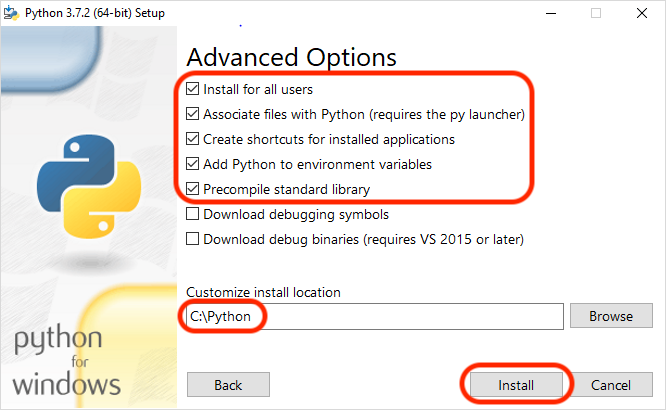 Python 3.7.2 (64-bit) Setup
Advanced Options
Install for all users
Associate files with Python (requires the py launcher)
Create shortcuts for installed applications
Add Python to environment variables
Precompile standard library
Download debugging symbols
Download debug binaries (requires VS 2015 or later)
Customize install location
C:\Python
Browse
python
for
windows
Back
Install
Cancel